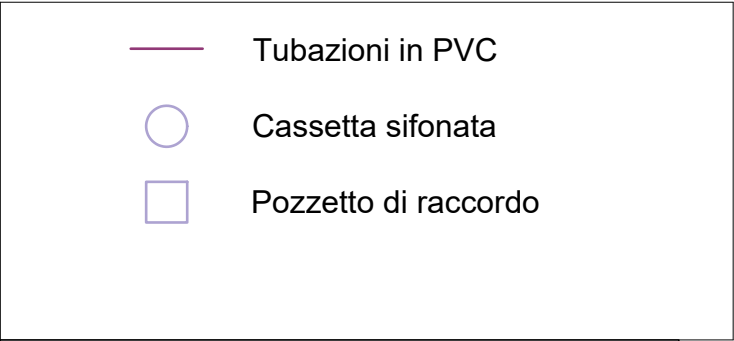 Tubazioni in PVC
Cassetta sifonata
Pozzetto di raccordo